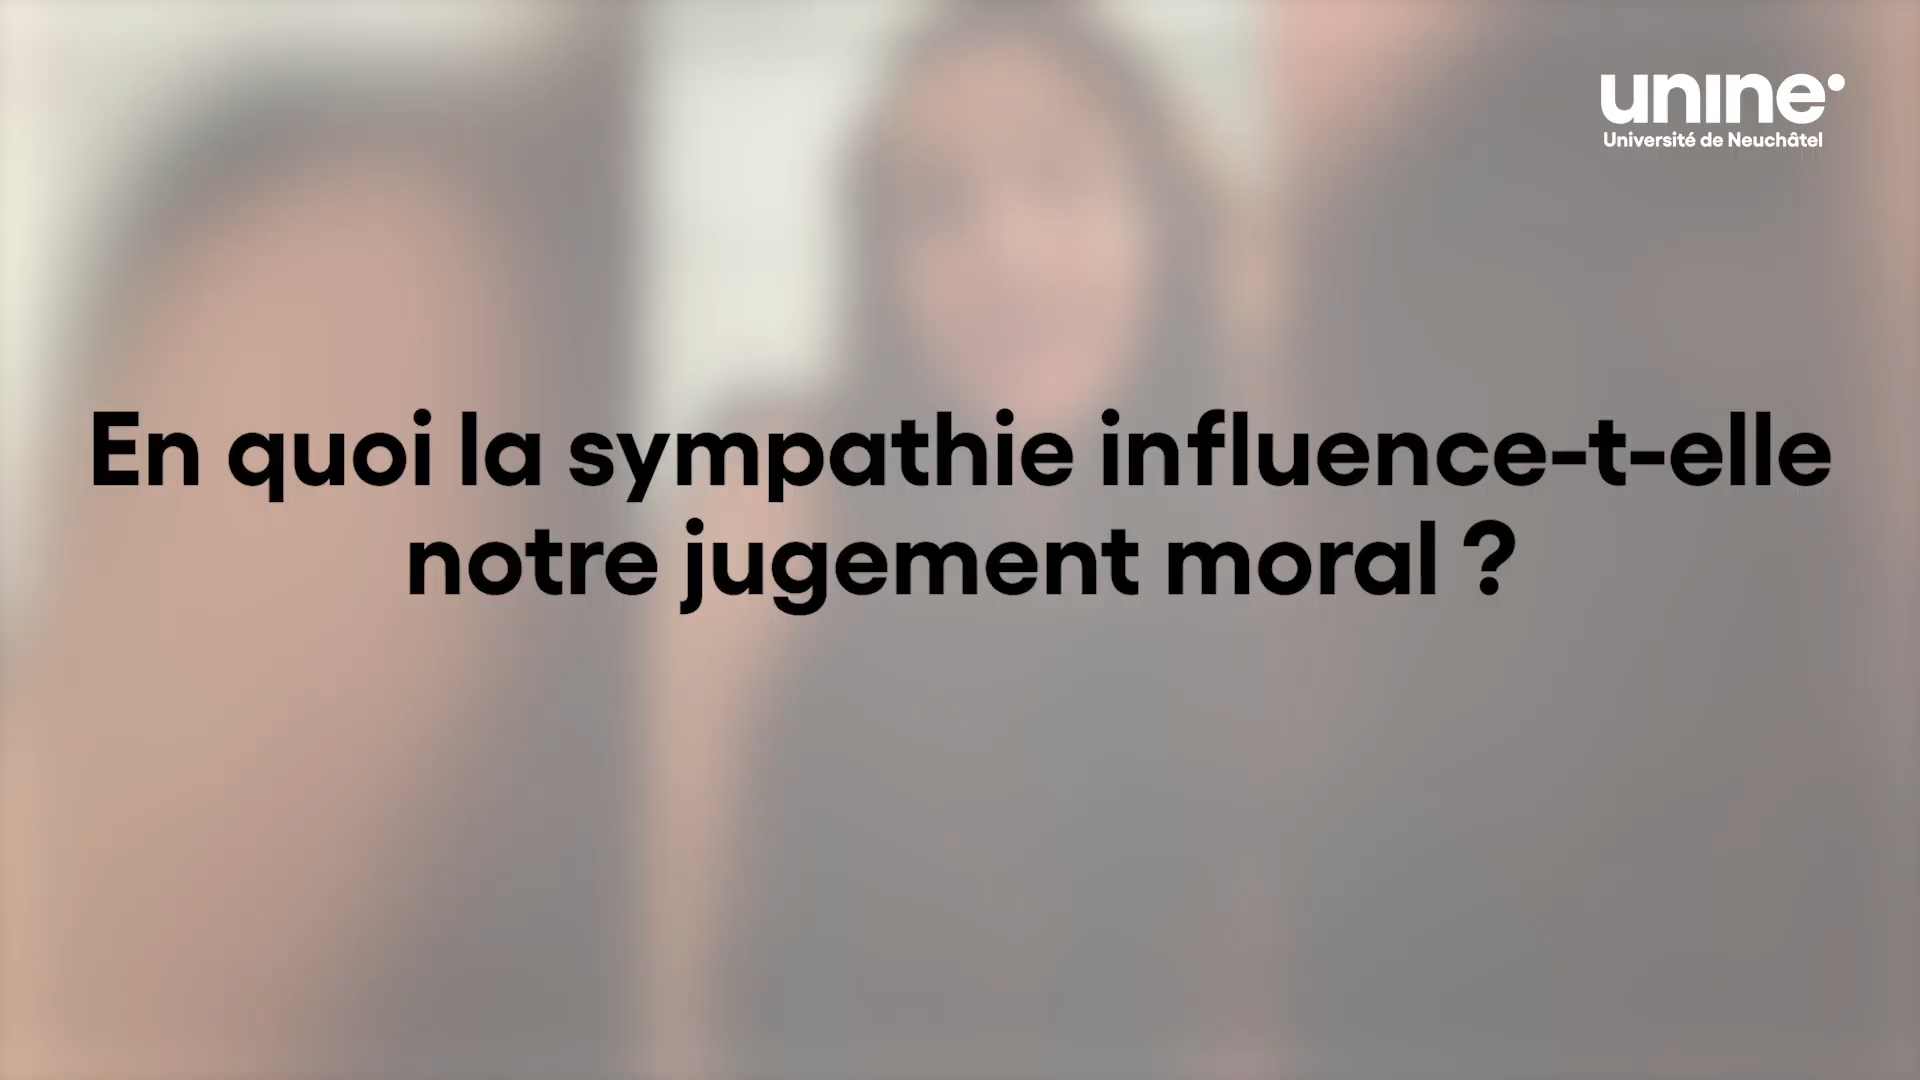 unine
Université de Neuchâtel
En quoi la sympathie influence-t-elle
notre jugement moral ?